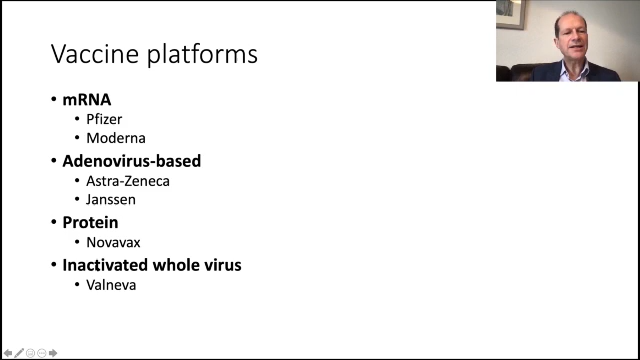 Vaccine platforms
• mRNA
• Pfizer
• Moderna
• Adenovirus-based
• Astra-Zeneca
• Janssen
• Protein
• Novavax
• Inactivated whole virus
• Valneva